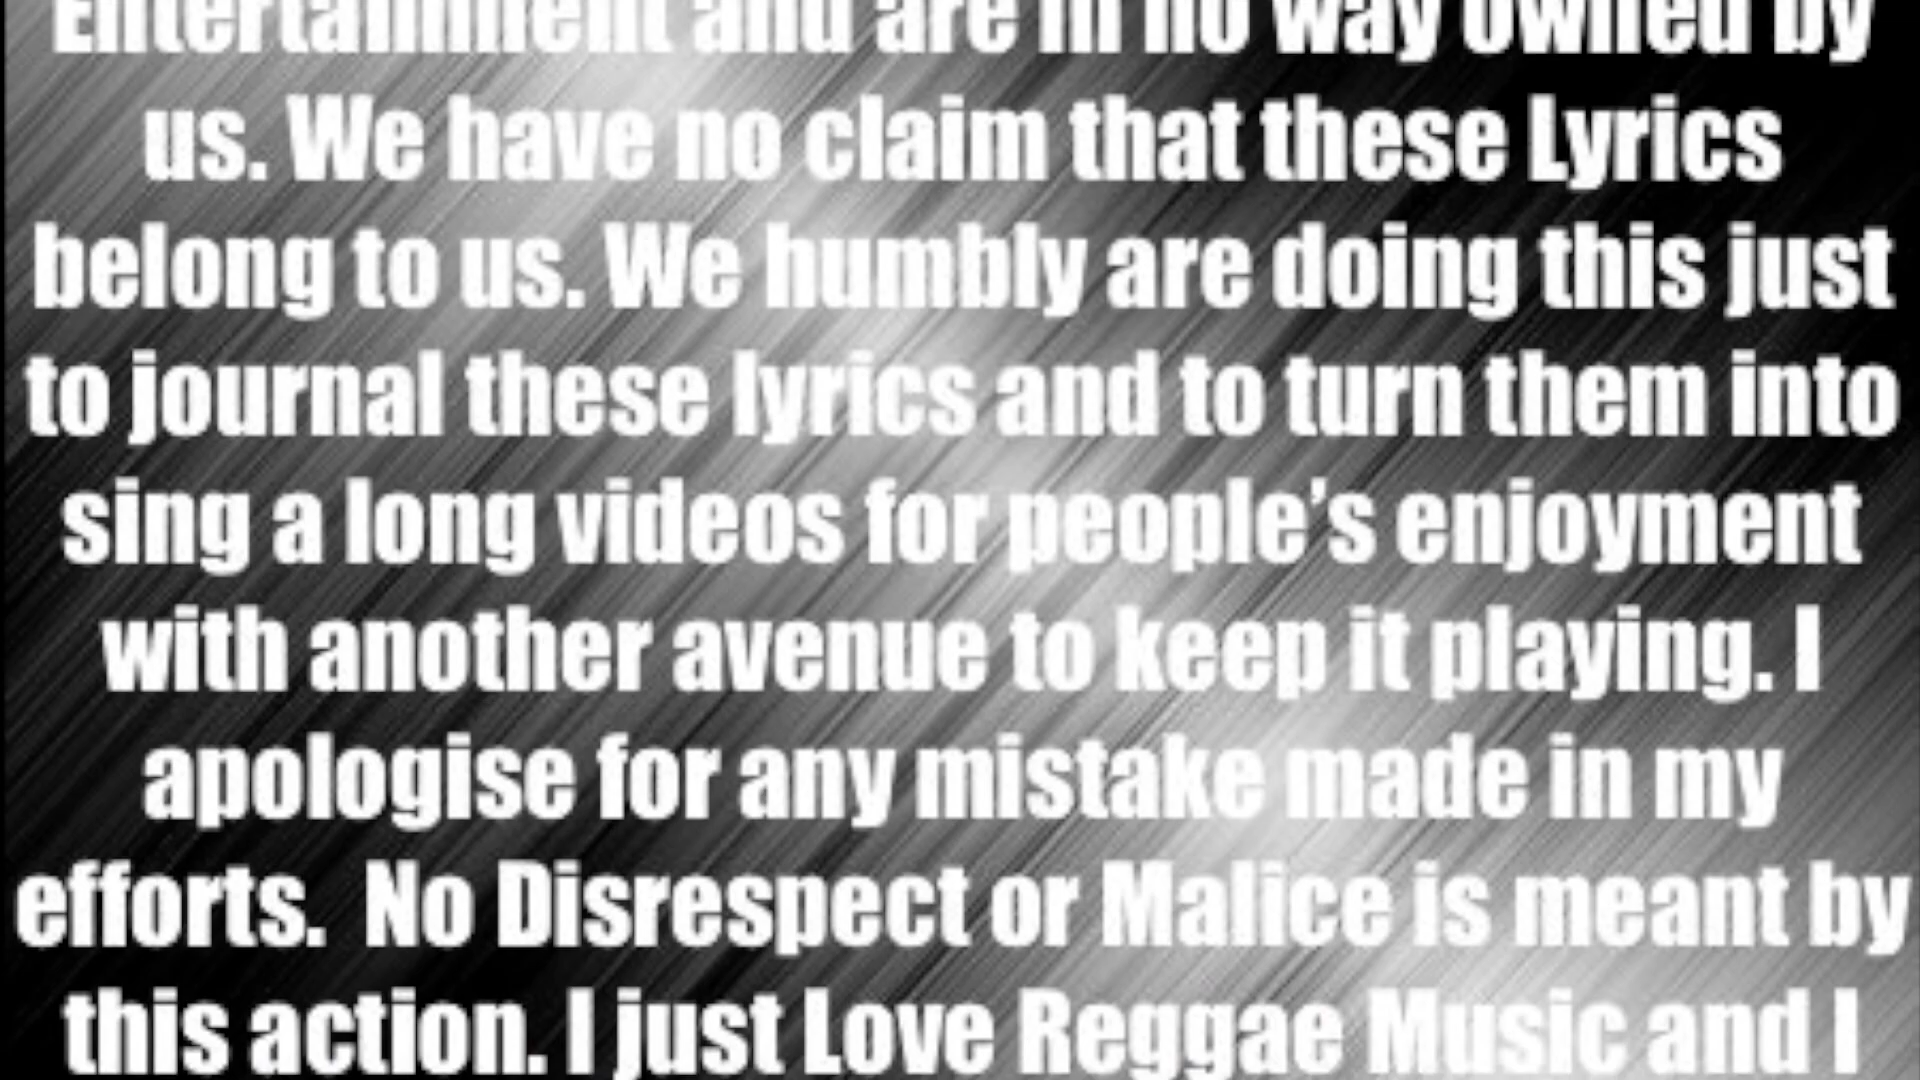 Entertainment and are in no way owned by
us. We have no claim that these Lyrics
belong to us. We humbly are doing this just
to journal these lyrics and to turn them into
sing a long videos for people's enjoyment
with another avenue to keep it playing. I
apologise for any mistake made in my
efforts. No Disrespect or Malice is meant by
this action. I just Love Reggae Music and I